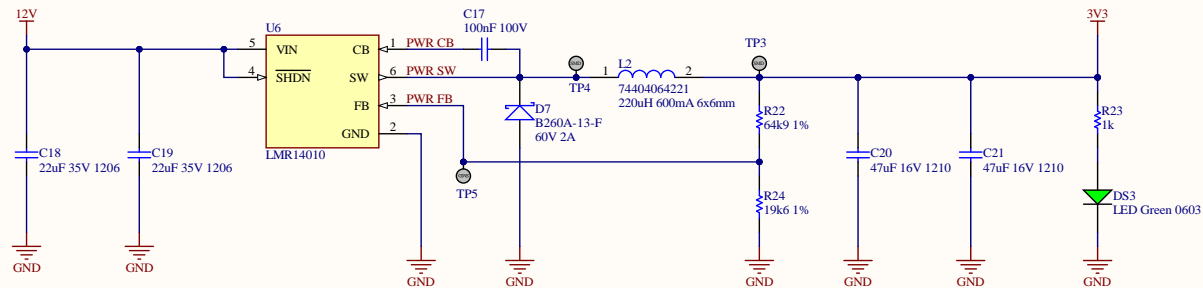 12V
U6
5
VIN
4
SHDN
CB
1
PWR CB
SW
6
PWR SW
FB
3
PWR FB
GND
2
LMR14010
C17
100nF 100V
C18
22uF 35V 1206
C19
22uF 35V 1206
D7
B260A-13-F
60V 2A
TP4
TP5
1
L2
2
74404064221
220uH 600mA 6x6mm
TP3
R22
64k9 1%
R24
19k6 1%
C20
47uF 16V 1210
C21
47uF 16V 1210
3V3
R23
1k
DS3
LED Green 0603
GND
GND
GND
GND
GND
GND
GND
GND